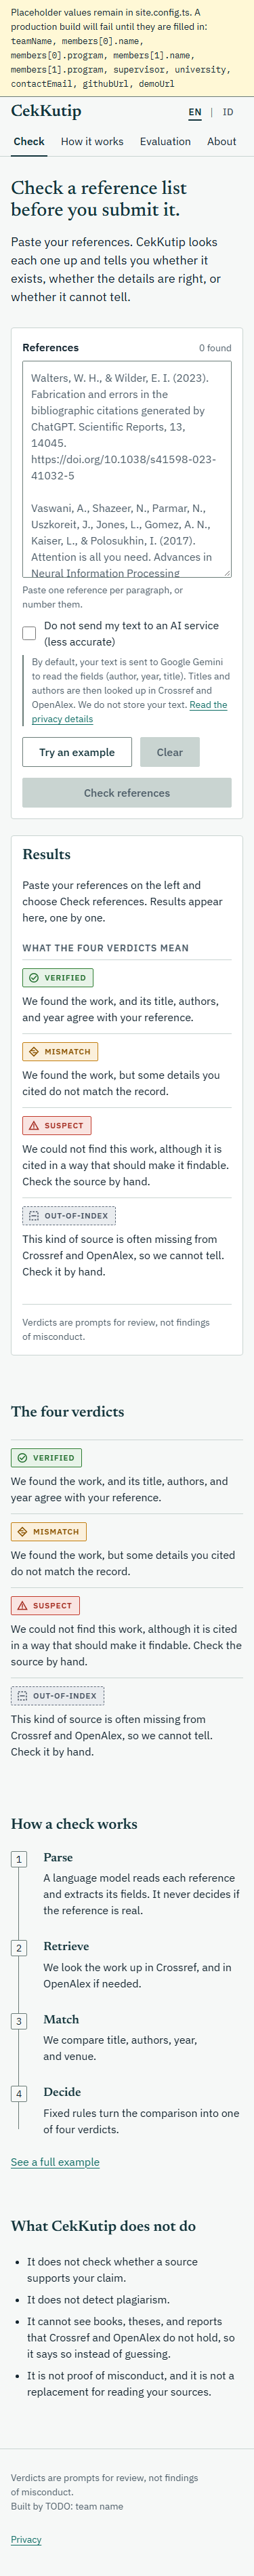 Placeholder values remain in site.config.ts. A
production build will fail until they are filled in:
teamName, members[0].name,
members[0].program, members[1].name,
members[1].program, supervisor, university,
contactEmail, githubUrl, demoUrl
CekKutip
EN | ID
Check How it works Evaluation About
Check a reference list
before you submit it.
Paste your references. CekKutip looks
each one up and tells you whether it
exists, whether the details are right, or
whether it cannot tell.
References 0 found
Walters, W. H., & Wilder, E. I. (2023).
Fabrication and errors in the
bibliographic citations generated by
ChatGPT. Scientific Reports, 13,
14045.
https://doi.org/10.1038/s41598-023-
41032-5
Vaswani, A., Shazeer, N., Parmar, N.,
Uszkoreit, J., Jones, L., Gomez, A. N.,
Kaiser, L., & Polosukhin, I. (2017).
Attention is all you need. Advances in
Neural Information Processing
Paste one reference per paragraph, or
number them.
Do not send my text to an AI service
(less accurate)
By default, your text is sent to Google Gemini
to read the fields (author, year, title). Titles and
authors are then looked up in Crossref and
OpenAlex. We do not store your text. Read the
privacy details
Try an example Clear
Check references
Results
Paste your references on the left and
choose Check references. Results appear
here, one by one.
WHAT THE FOUR VERDICTS MEAN
VERIFIED
We found the work, and its title, authors,
and year agree with your reference.
MISMATCH
We found the work, but some details you
cited do not match the record.
SUSPECT
We could not find this work, although it is
cited in a way that should make it findable.
Check the source by hand.
OUT-OF-INDEX
This kind of source is often missing from
Crossref and OpenAlex, so we cannot tell.
Check it by hand.
Verdicts are prompts for review, not findings
of misconduct.
The four verdicts
VERIFIED
We found the work, and its title, authors, and
year agree with your reference.
MISMATCH
We found the work, but some details you cited
do not match the record.
SUSPECT
We could not find this work, although it is cited
in a way that should make it findable. Check the
source by hand.
OUT-OF-INDEX
This kind of source is often missing from
Crossref and OpenAlex, so we cannot tell.
Check it by hand.
How a check works
1 Parse
A language model reads each reference
and extracts its fields. It never decides if
the reference is real.
2 Retrieve
We look the work up in Crossref, and in
OpenAlex if needed.
3 Match
We compare title, authors, year,
and venue.
4 Decide
Fixed rules turn the comparison into one
of four verdicts.
See a full example
What CekKutip does not do
• It does not check whether a source
supports your claim.
• It does not detect plagiarism.
• It cannot see books, theses, and reports
that Crossref and OpenAlex do not hold, so
it says so instead of guessing.
• It is not proof of misconduct, and it is not a
replacement for reading your sources.
Verdicts are prompts for review, not findings
of misconduct.
Built by TODO: team name
Privacy